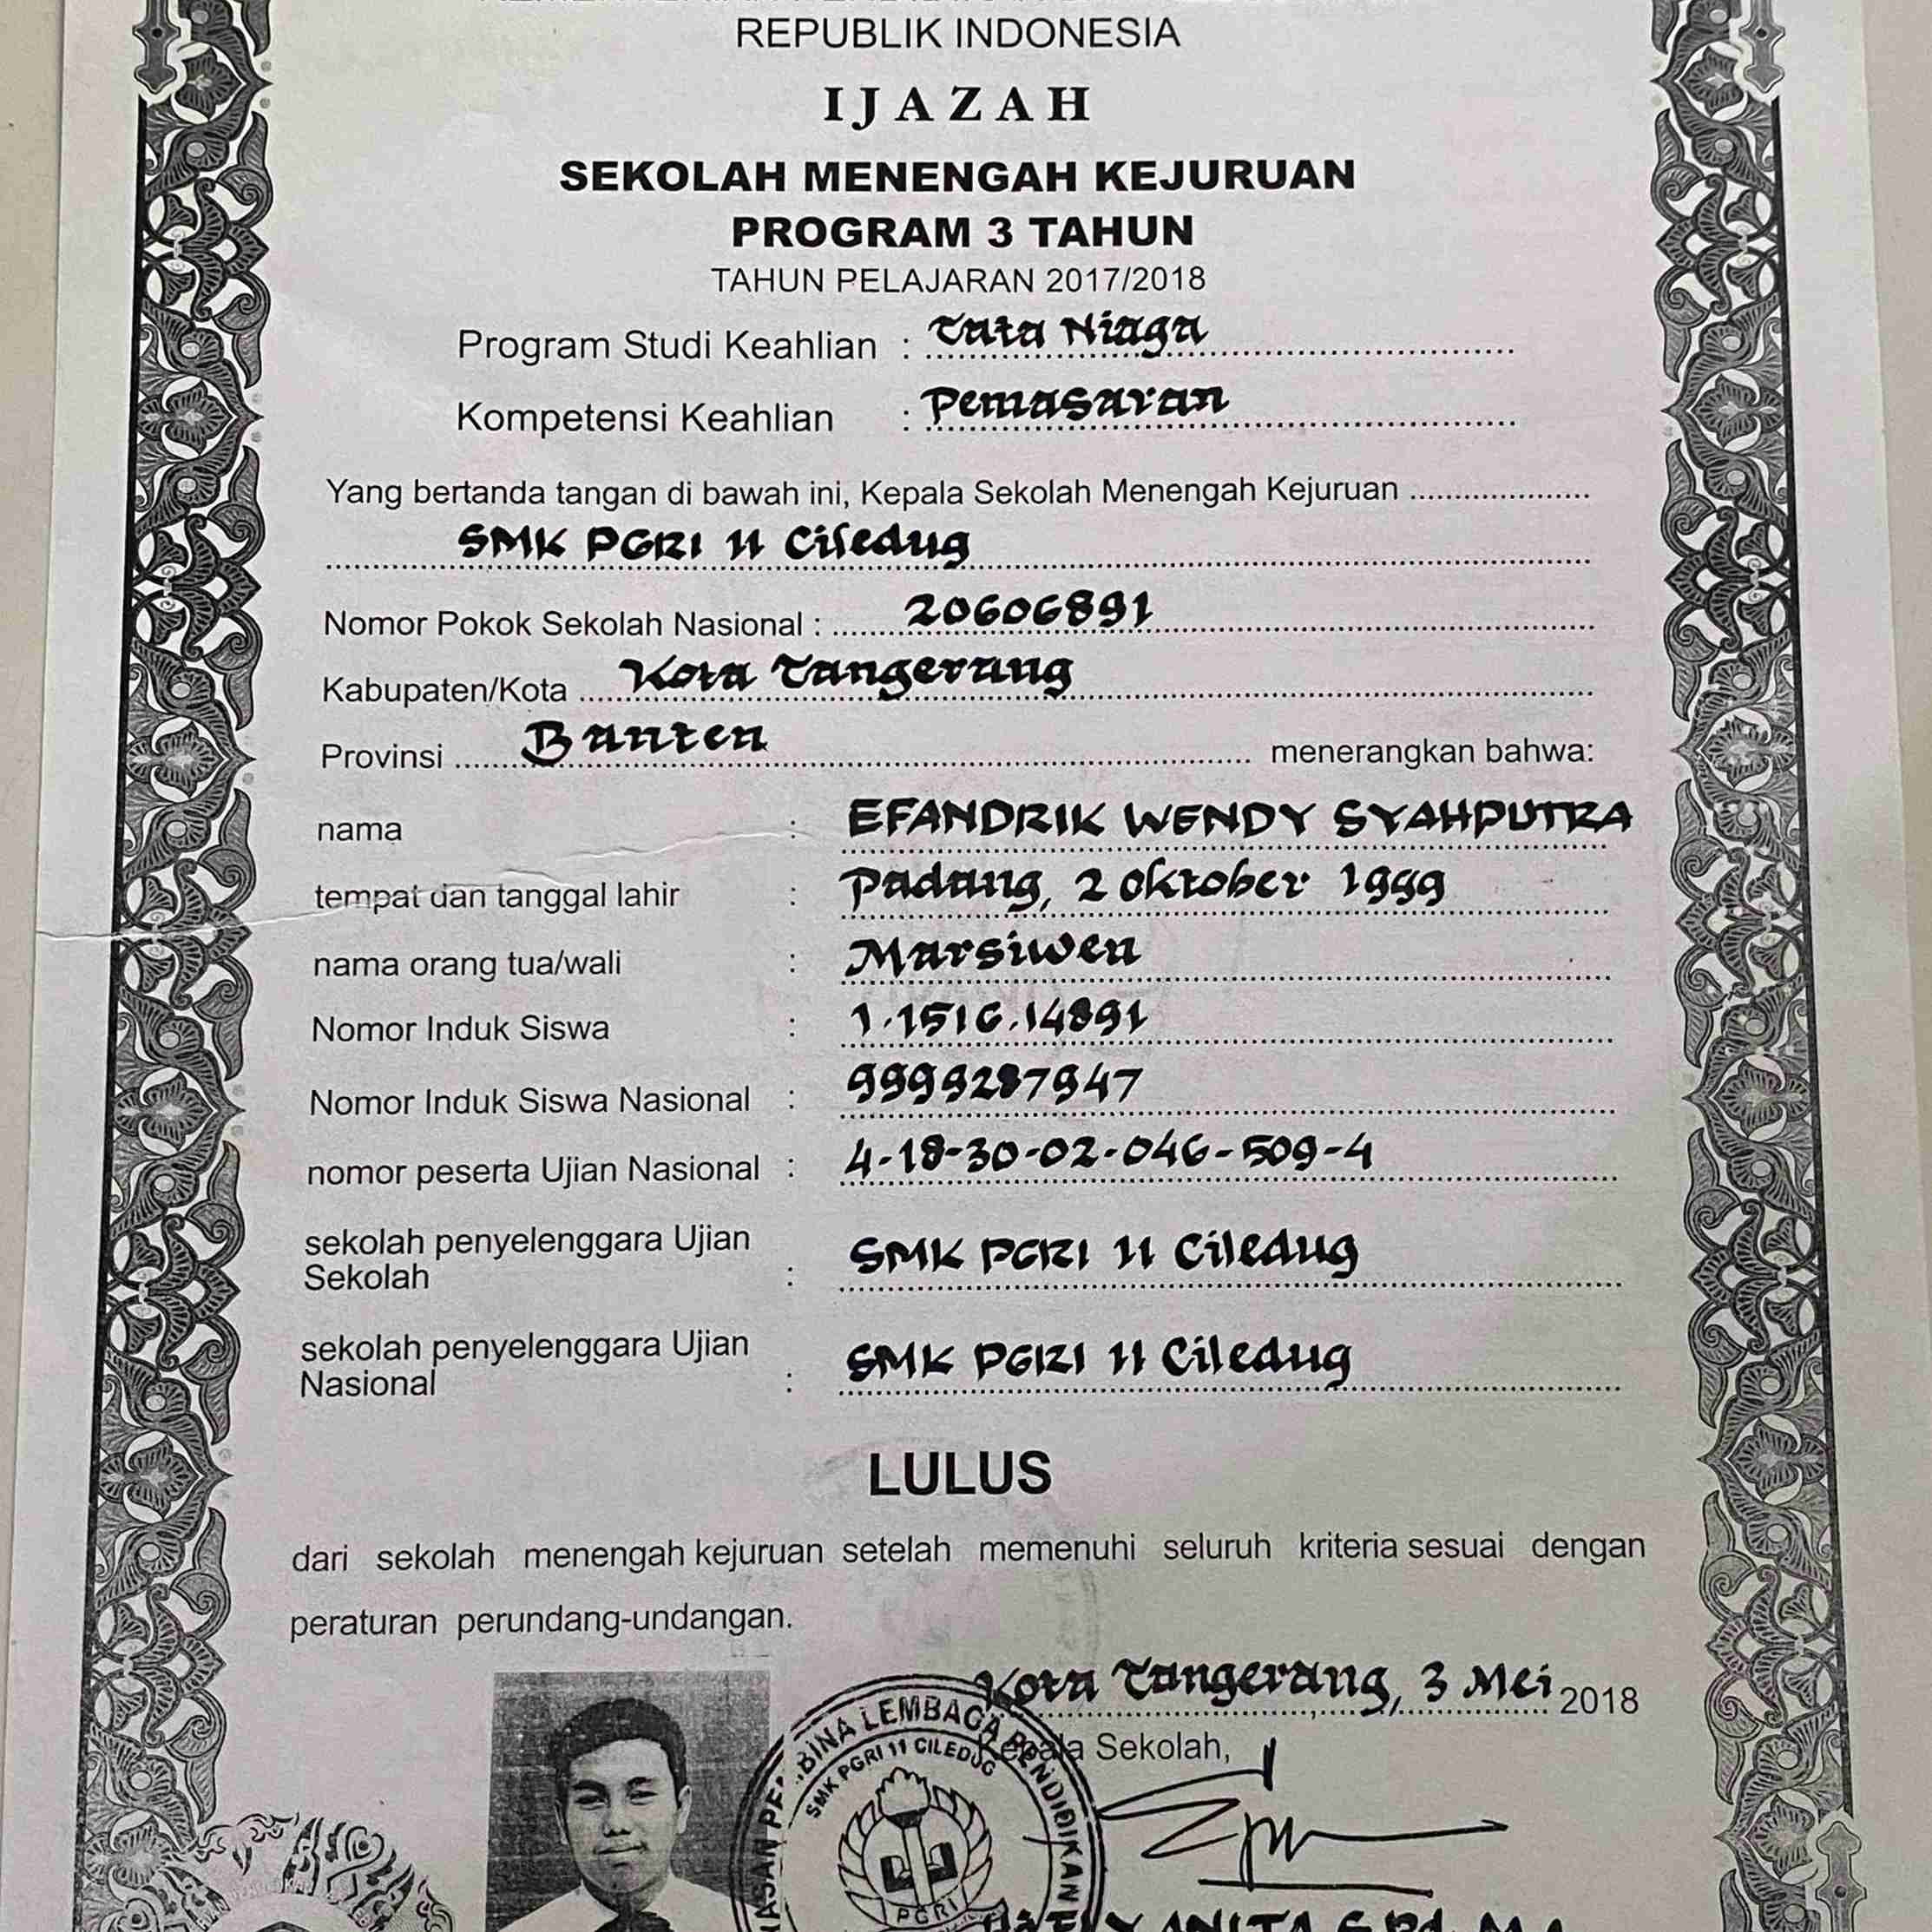 REPUBLIK INDONESIA
IJAZAH
SEKOLAH MENENGAH KEJURUAN
PROGRAM 3 TAHUN
TAHUN PELAJARAN 2017/2018
Program Studi Keahlian : Tata Niaga
Kompetensi Keahlian : Pemasaran
Yang bertanda tangan di bawah ini, Kepala Sekolah Menengah Kejuruan
SMK PGRI 11 Ciledug
Nomor Pokok Sekolah Nasional : 20606891
Kabupaten/Kota Kota Tangerang
Provinsi Banten menerangkan bahwa:
nama : EFANDRIK WENDY SYAHPUTRA
tempat dan tanggal lahir : Padang, 2 Oktober 1999
nama orang tua/wali : Marsiwen
Nomor Induk Siswa : 1.1516.14891
Nomor Induk Siswa Nasional : 9999287947
nomor peserta Ujian Nasional : 4-18-30-02-046-509-4
sekolah penyelenggara Ujian
Sekolah : SMK PGRI 11 Ciledug
sekolah penyelenggara Ujian
Nasional : SMK PGRI 11 Ciledug
LULUS
dari sekolah menengah kejuruan setelah memenuhi seluruh kriteria sesuai dengan
peraturan perundang-undangan.
Kota Tangerang, 3 Mei 2018
Kepala Sekolah,
BINA LEMBAGA PENDIDIKAN
SMK PGRI 11 CILEDUG
PGRI